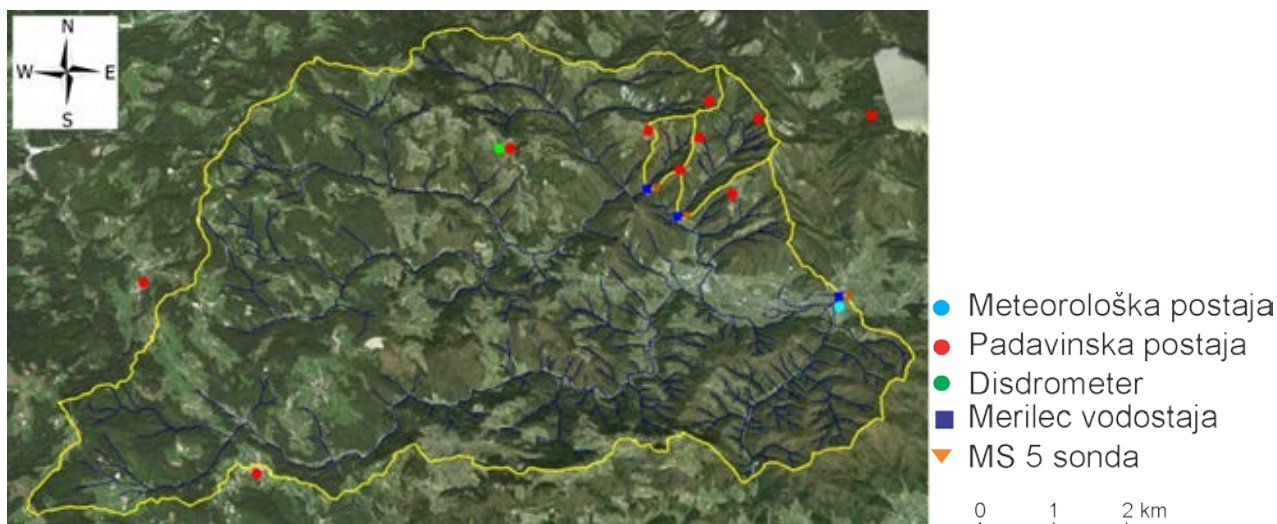 N
W E
S
Meteorološka postaja
Padavinska postaja
Disdrometer
Merilec vodostaja
MS 5 sonda
0 1 2 km